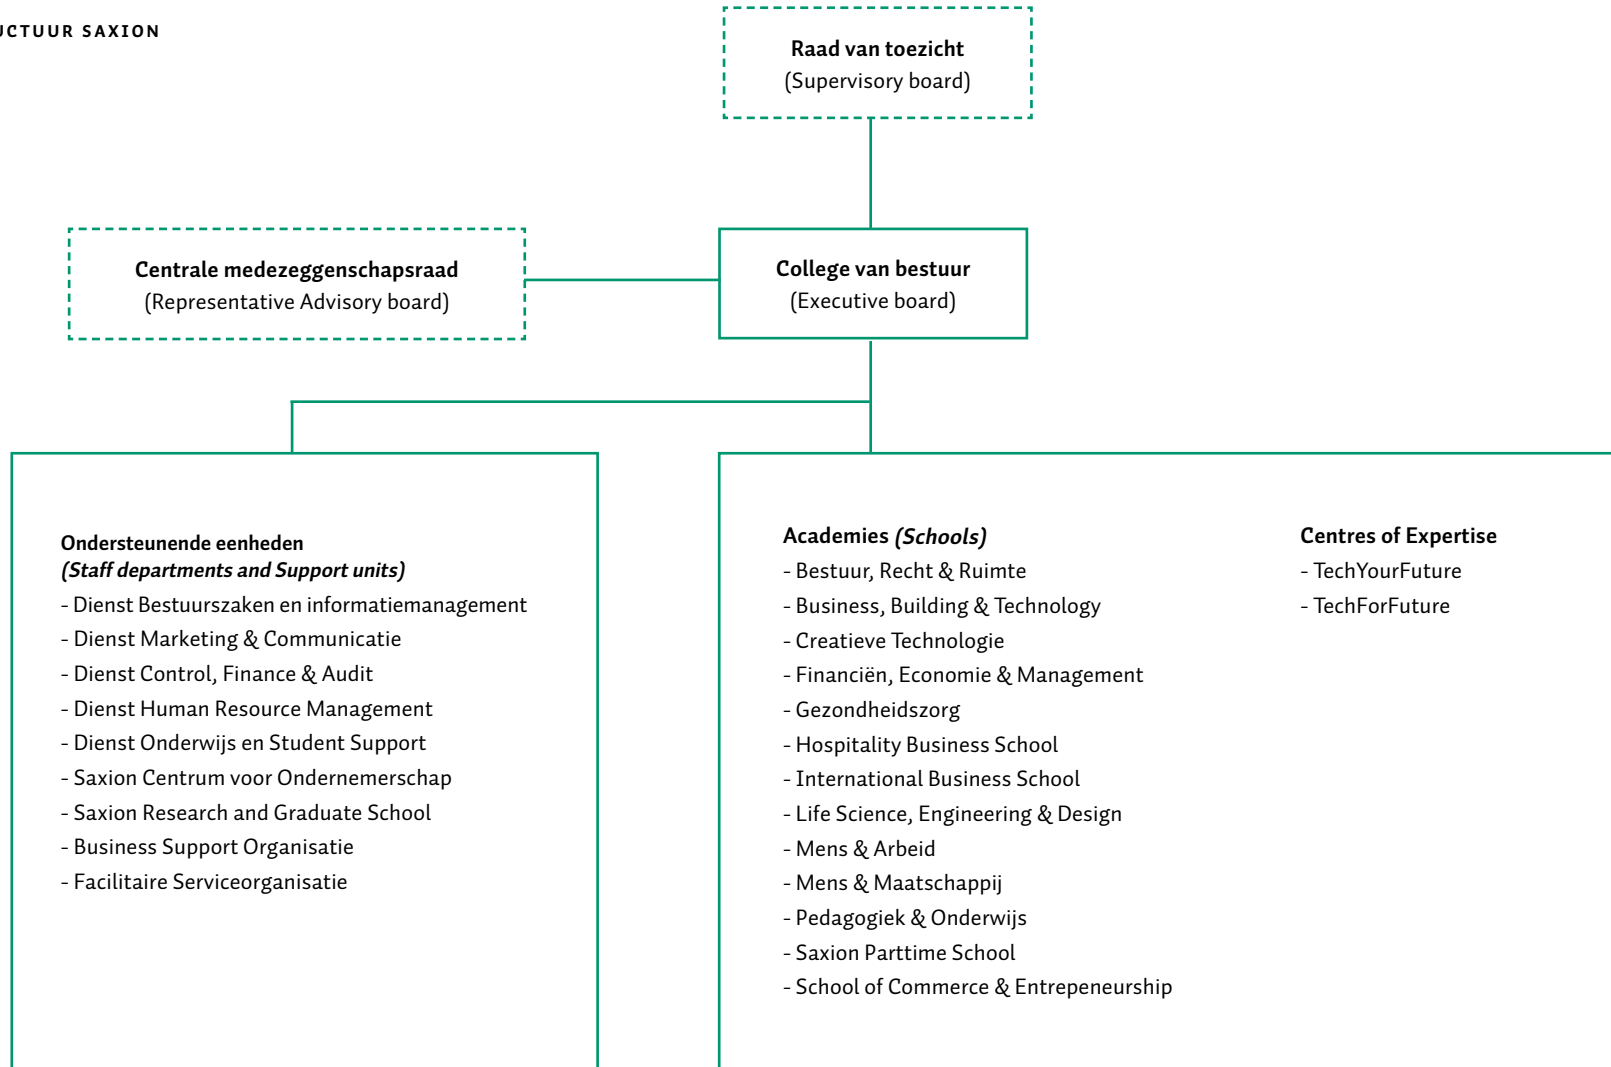 UCTUUR SAXION
Raad van toezicht
(Supervisory board)
Centrale medezeggenschapsraad
(Representative Advisory board)
College van bestuur
(Executive board)
Ondersteunende eenheden
(Staff departments and Support units)
- Dienst Bestuurszaken en informatiemanagement
- Dienst Marketing & Communicatie
- Dienst Control, Finance & Audit
- Dienst Human Resource Management
- Dienst Onderwijs en Student Support
- Saxion Centrum voor Ondernemerschap
- Saxion Research and Graduate School
- Business Support Organisatie
- Facilitaire Serviceorganisatie
Academies (Schools)
- Bestuur, Recht & Ruimte
- Business, Building & Technology
- Creatieve Technologie
- Financiën, Economie & Management
- Gezondheidszorg
- Hospitality Business School
- International Business School
- Life Science, Engineering & Design
- Mens & Arbeid
- Mens & Maatschappij
- Pedagogiek & Onderwijs
- Saxion Parttime School
- School of Commerce & Entrepeneurship
Centres of Expertise
- TechYourFuture
- TechForFuture